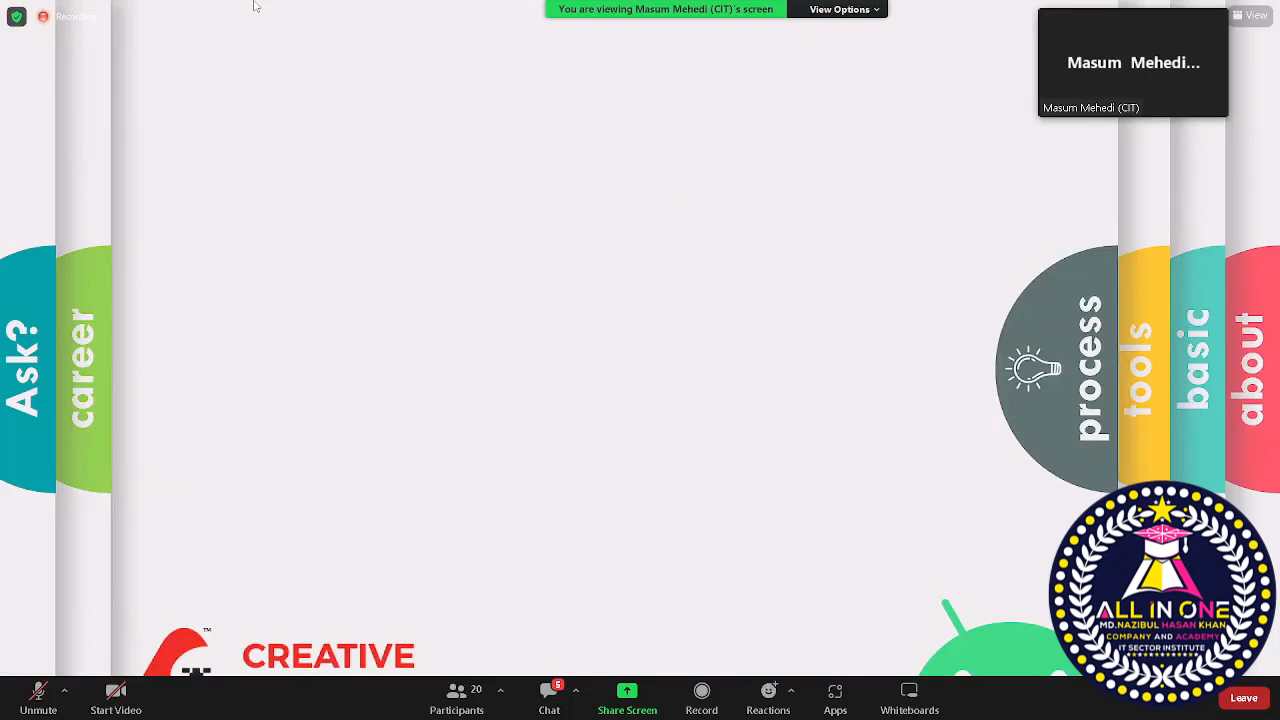 Recording
You are viewing Masum Mehedi (CIT)'s screen
View Options
View
Masum Mehedi...
Masum Mehedi (CIT)
Ask?
career
process
tools
basic
about
™
CREATIVE
ALL IN ONE
MD.NAZIBUL HASAN KHAN
COMPANY AND ACADEMY
IT SECTOR INSTITUTE
Unmute
Start Video
20
Participants
5
Chat
Share Screen
Record
Reactions
Apps
Whiteboards
Leave